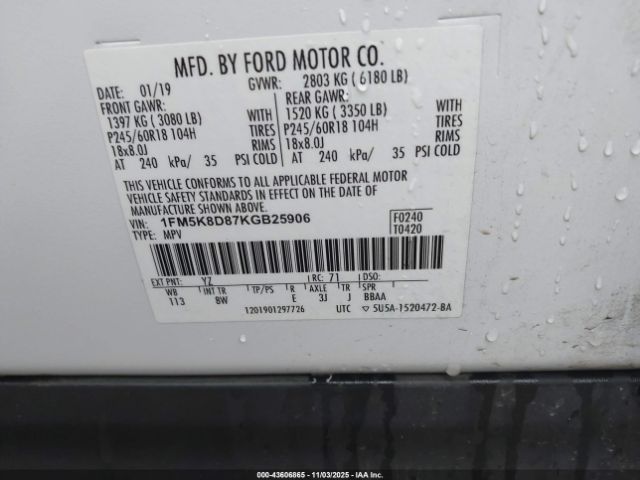 MFD. BY FORD MOTOR CO.
DATE: 01/19 GVWR: 2803 KG ( 6180 LB)
FRONT GAWR: REAR GAWR:
1397 KG ( 3080 LB) WITH 1520 KG ( 3350 LB) WITH
P245/60R18 104H TIRES P245/60R18 104H TIRES
18x8.0J RIMS 18x8.0J RIMS
AT 240 kPa/ 35 PSI COLD AT 240 kPa/ 35 PSI COLD
THIS VEHICLE CONFORMS TO ALL APPLICABLE FEDERAL MOTOR
VEHICLE SAFETY STANDARDS IN EFFECT ON THE DATE OF
MANUFACTURE SHOWN ABOVE.
VIN: 1FM5K8D87KGB25906 F0240
TYPE: MPV T0420
EXT PNT: YZ RC: 71 DSO:
WB INT TR TP/PS R AXLE TR SPR
113 8W E 3J J BBAA
1201901297726 UTC ▽ 5U5A-1520472-BA
000-43606865 - 11/03/2025 - IAAI.COM